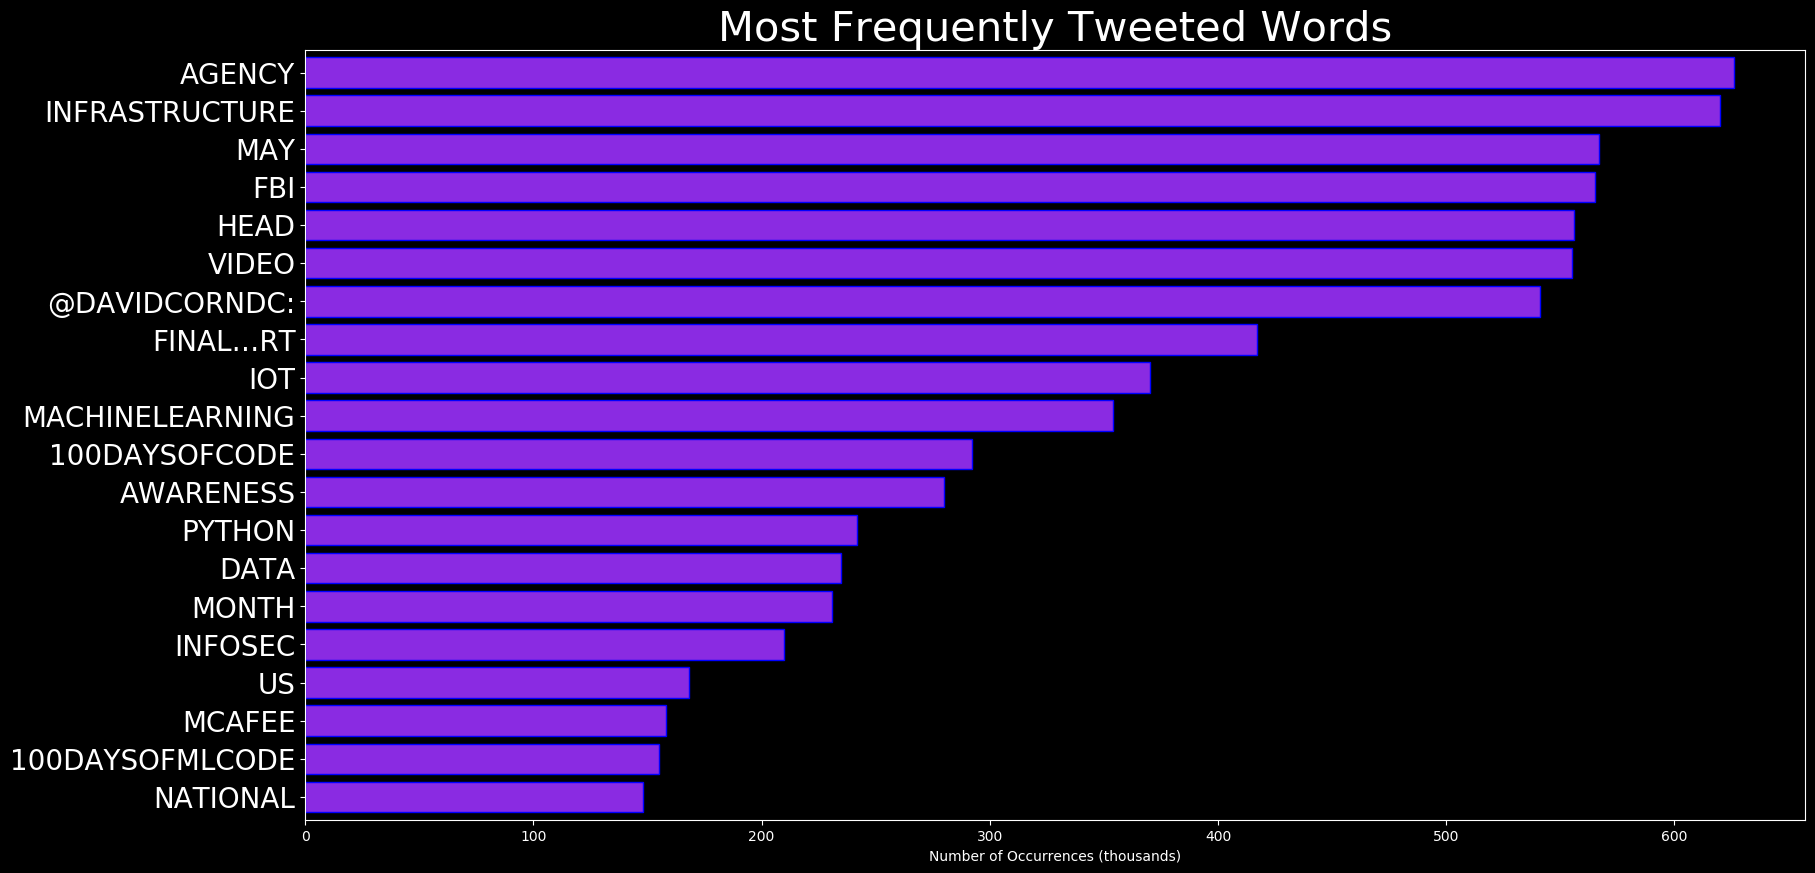 Most Frequently Tweeted Words
AGENCY
INFRASTRUCTURE
MAY
FBI
HEAD
VIDEO
@DAVIDCORNDC:
FINAL…RT
IOT
MACHINELEARNING
100DAYSOFCODE
AWARENESS
PYTHON
DATA
MONTH
INFOSEC
US
MCAFEE
100DAYSOFMLCODE
NATIONAL
0 100 200 300 400 500 600
Number of Occurrences (thousands)